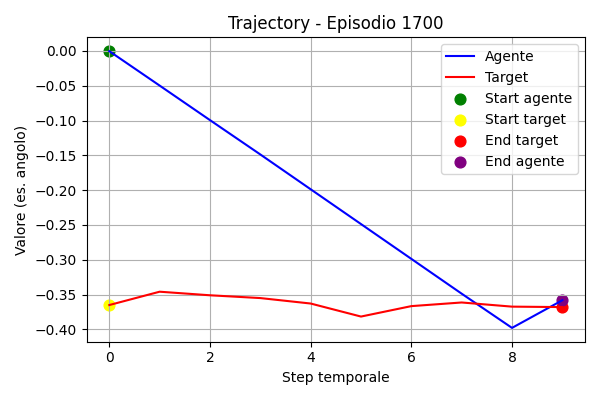 Trajectory - Episodio 1700
Agente
Target
Start agente
Start target
End target
End agente
Valore (es. angolo)
0.00
−0.05
−0.10
−0.15
−0.20
−0.25
−0.30
−0.35
−0.40
0 2 4 6 8
Step temporale